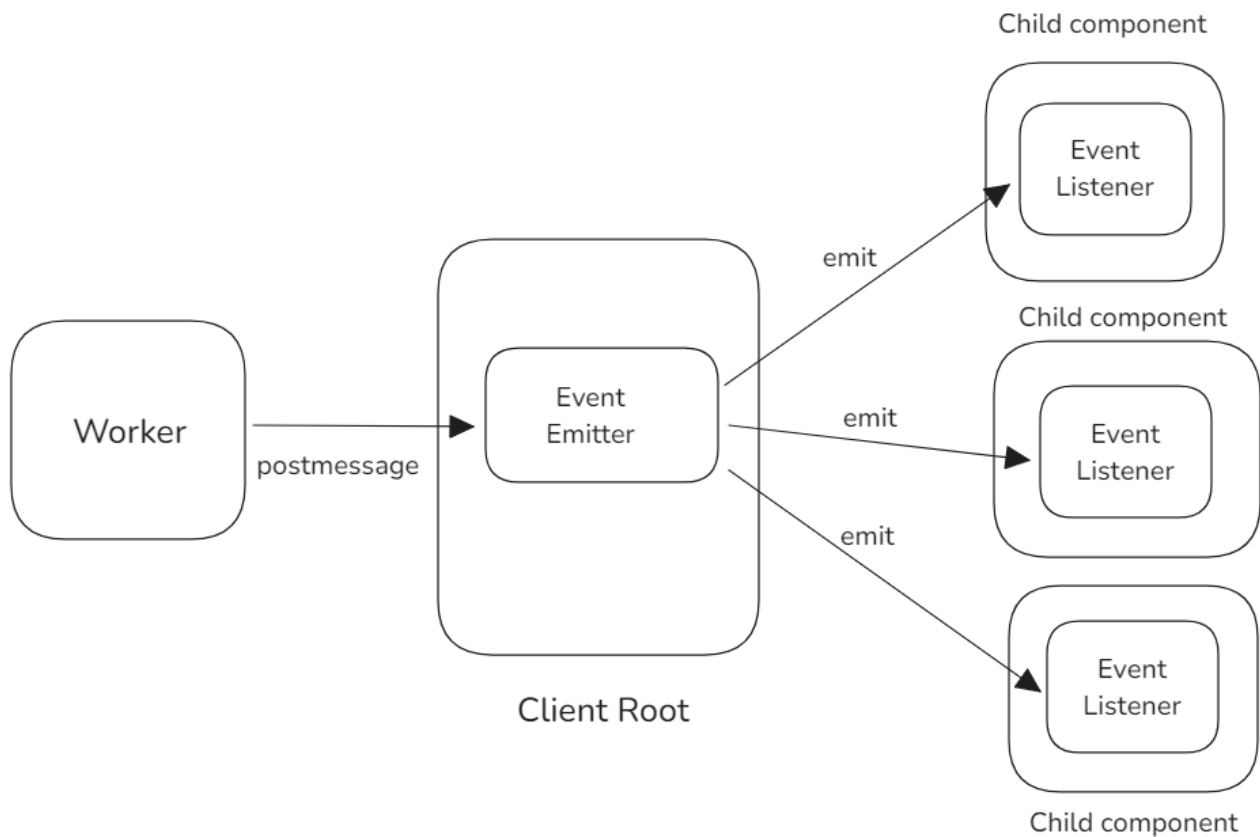 Child component
Event
Listener
emit
Child component
Event
Emitter
emit
Event
Listener
Worker
postmessage
emit
Event
Listener
Client Root
Child component